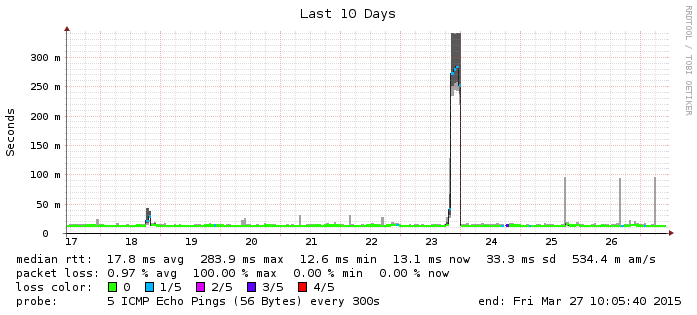 Last 10 Days
RRDTOOL / TOBI OETIKER
Seconds
300 m
250 m
200 m
150 m
100 m
50 m
0
17 18 19 20 21 22 23 24 25 26
median rtt: 17.8 ms avg 283.9 ms max 12.6 ms min 13.1 ms now 33.3 ms sd 534.4 m am/s
packet loss: 0.97 % avg 100.00 % max 0.00 % min 0.00 % now
loss color: 0 1/5 2/5 3/5 4/5
probe: 5 ICMP Echo Pings (56 Bytes) every 300s end: Fri Mar 27 10:05:40 2015